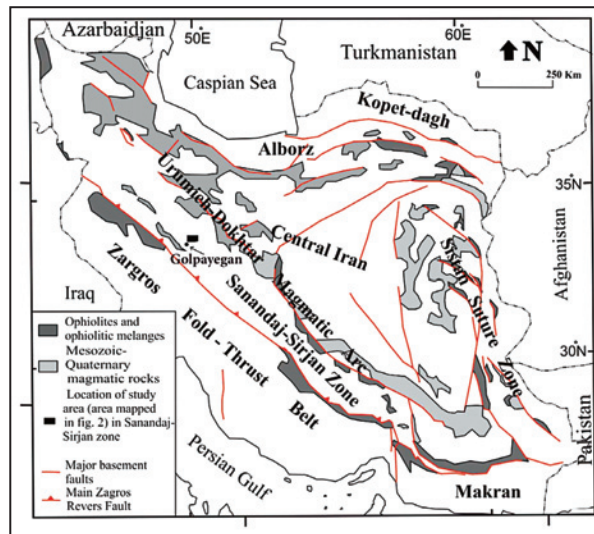 Azarbaidjan
50E
60E
Turkmanistan
N
Caspian Sea
0 250 Km
Kopet-dagh
Alborz
35N
Urumieh-Dokhtar
Magmatic
Arc
Central Iran
Sistan Suture
Zone
Afghanistan
Golpayegan
Iraq
Zargros
Fold - Thrust
Belt
Sanandaj-Sirjan Zone
30N
Pakistan
Persian Gulf
Makran
Ophiolites and
ophiolitic melanges
Mesozoic-
Quaternary
magmatic rocks
Location of study
area (area mapped
in fig. 2) in Sanandaj-
Sirjan zone
Major basement
faults
Main Zagros
Revers Fault